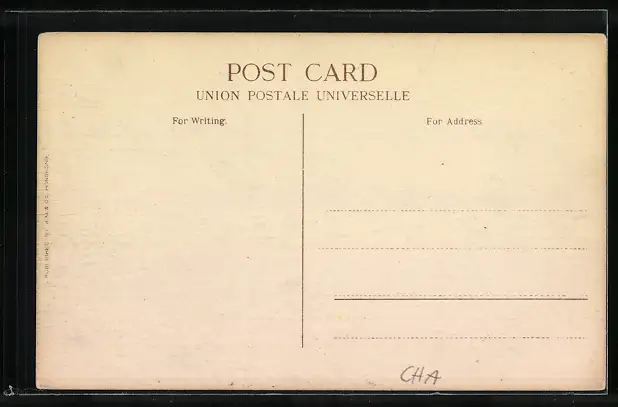 POST CARD
UNION POSTALE UNIVERSELLE
For Writing.
For Address.
CHA